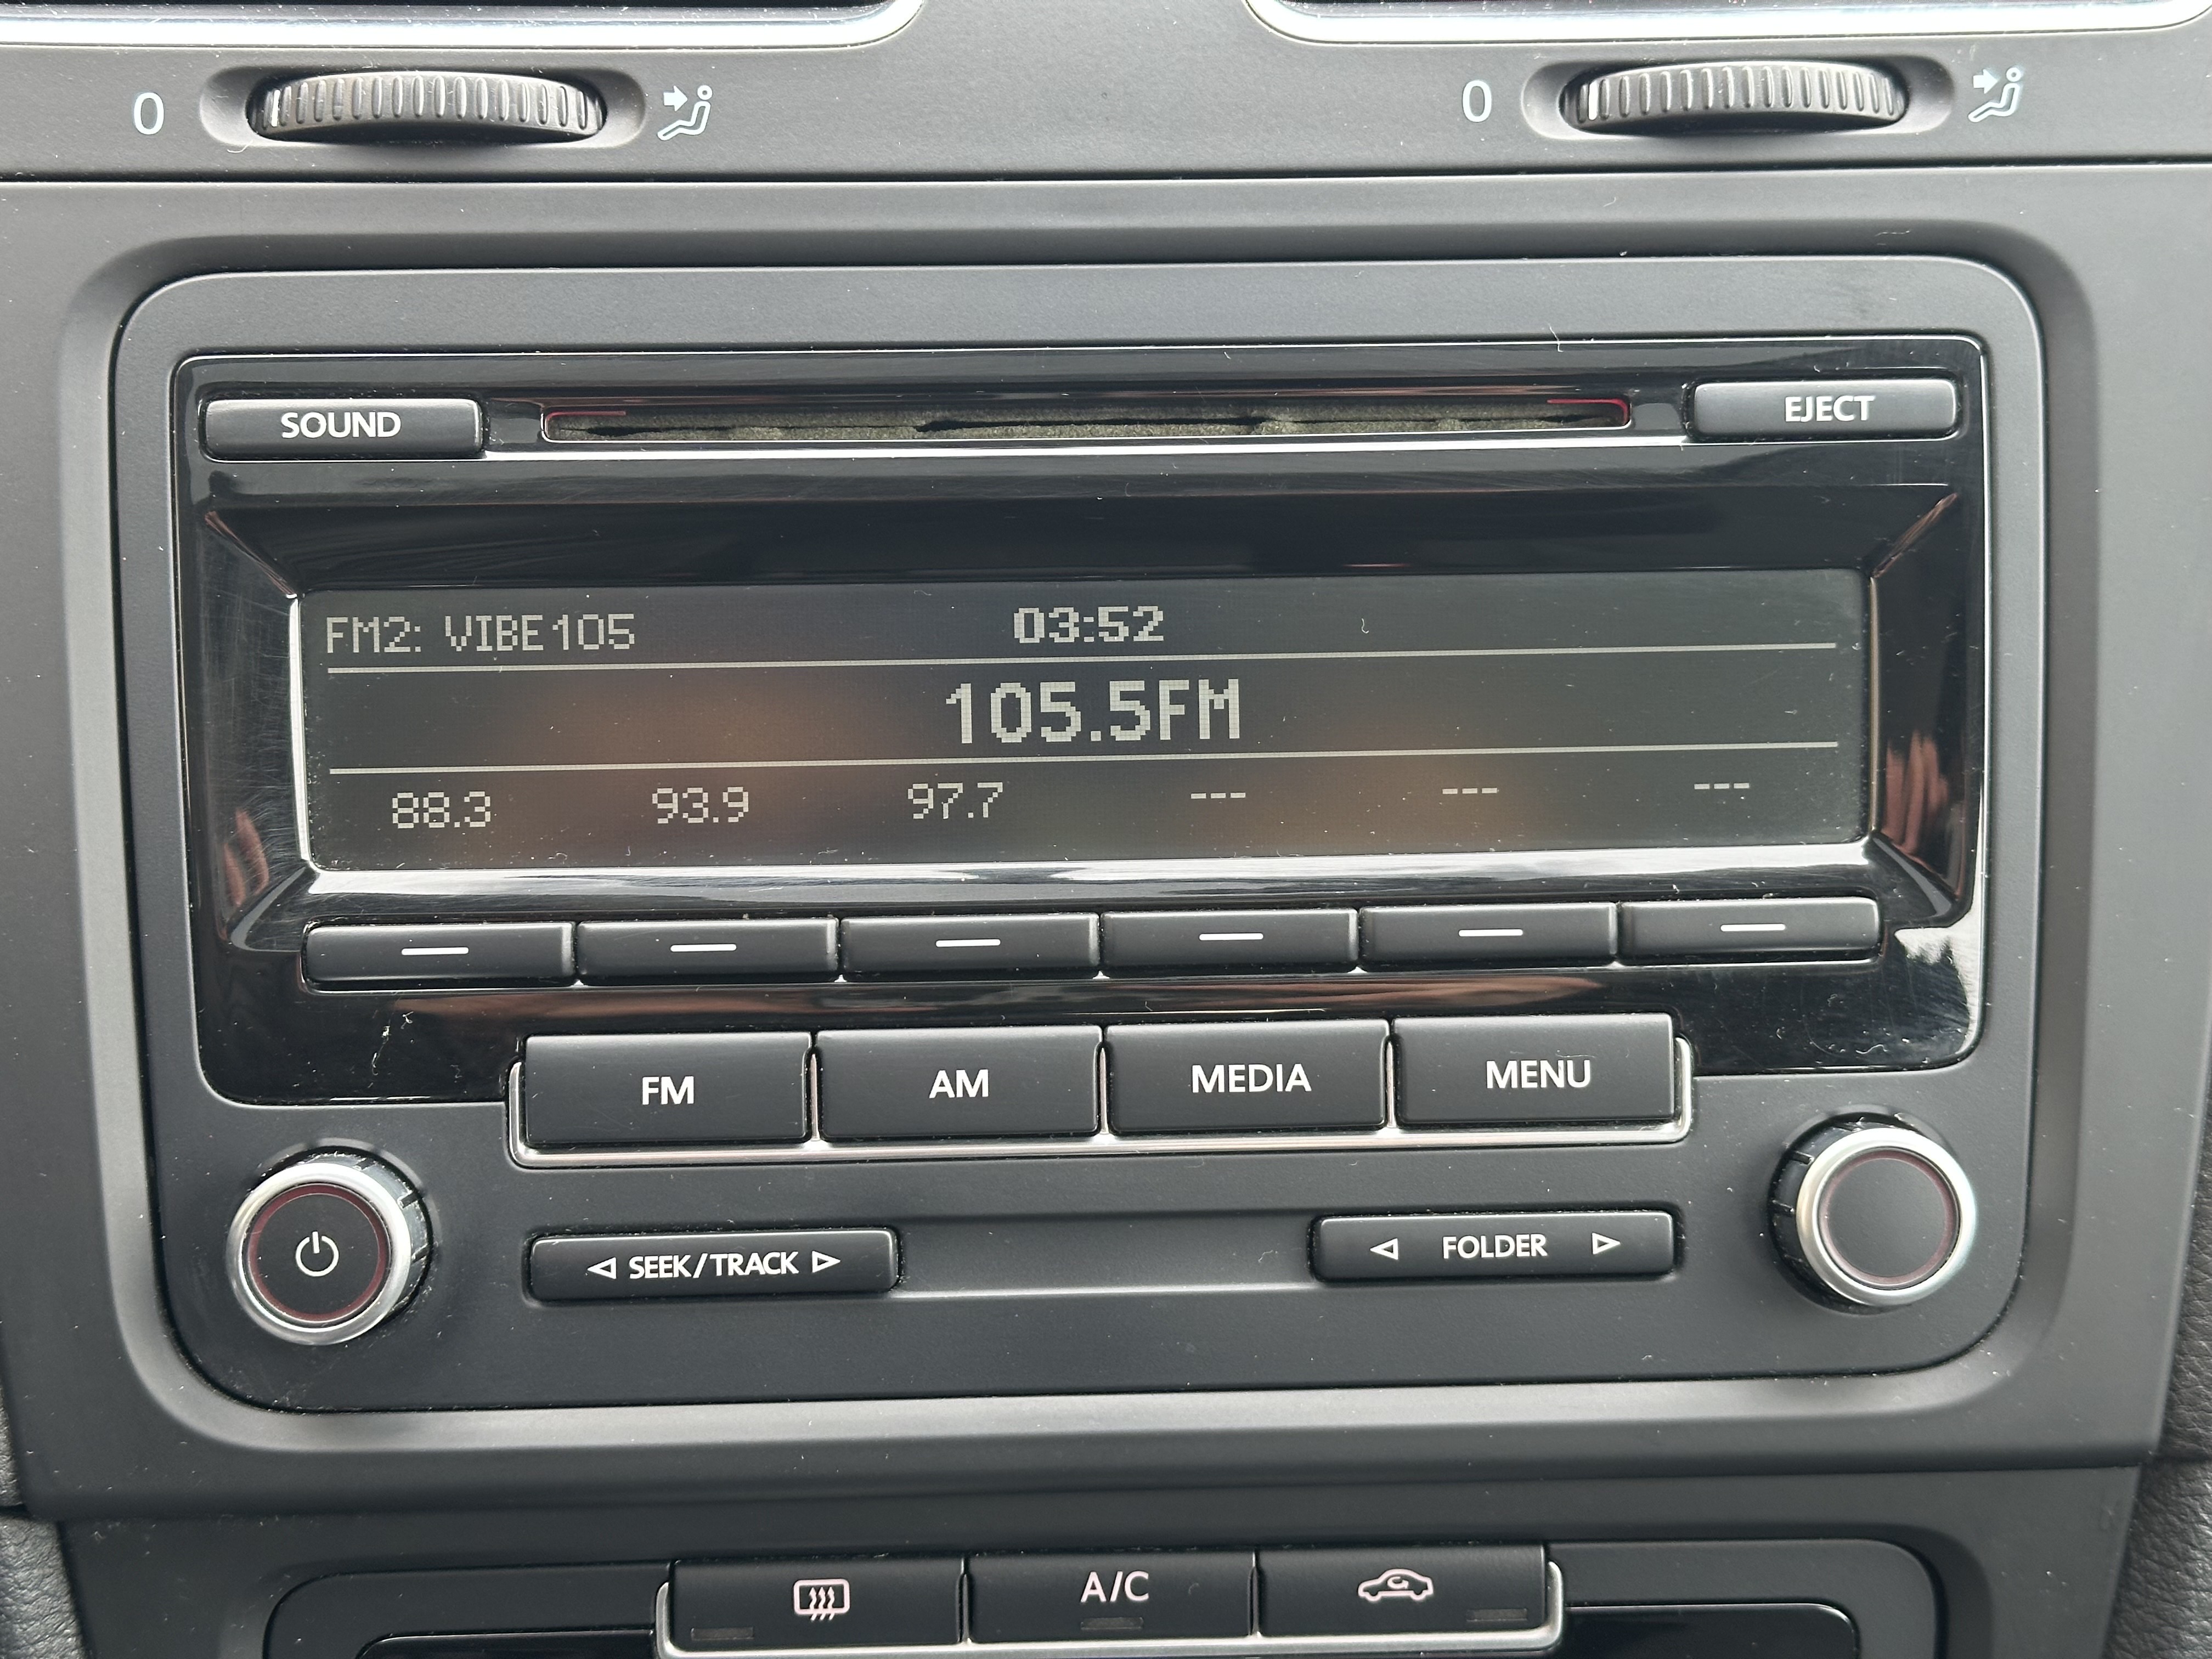 0 0
SOUND EJECT
FM2: VIBE105 03:52
105.5FM
88.3 93.9 97.7 --- --- ---
FM AM MEDIA MENU
SEEK/TRACK FOLDER
A/C